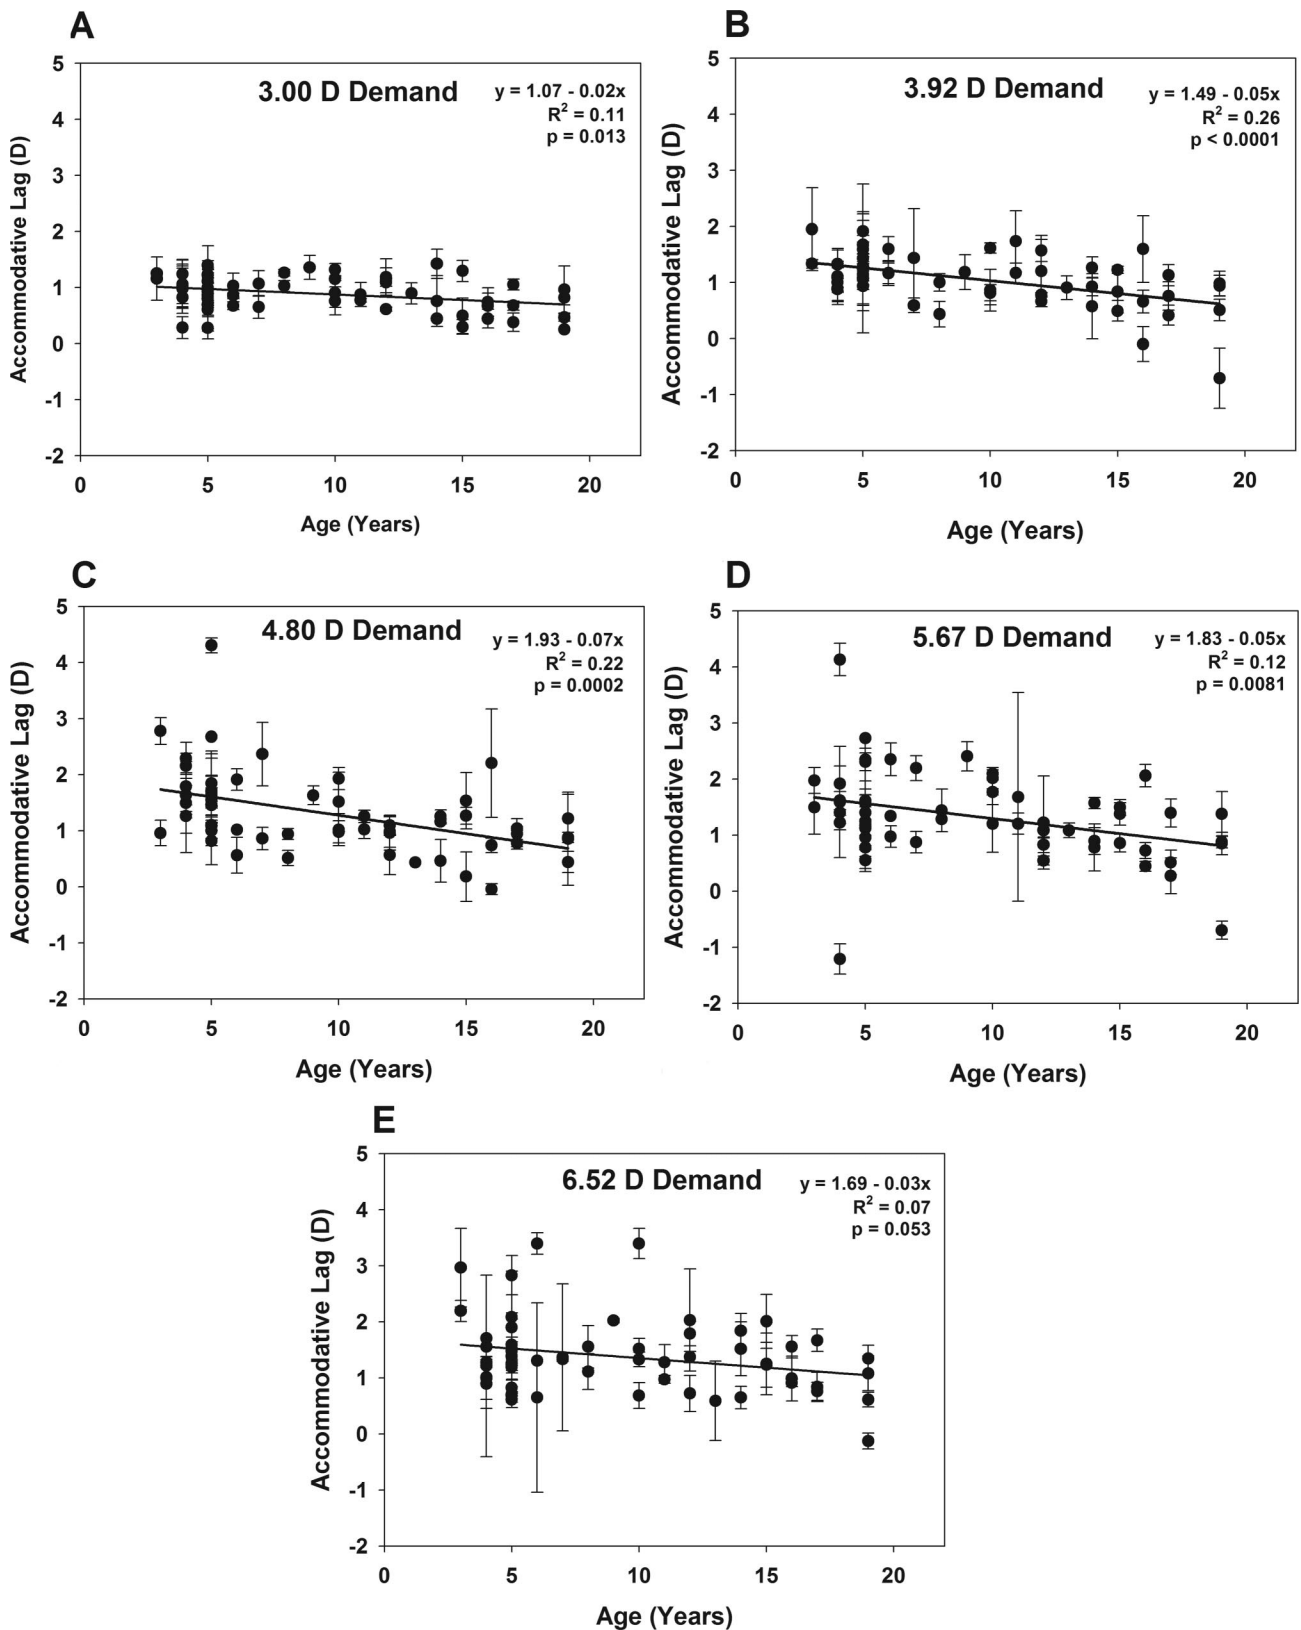 A
3.00 D Demand
y = 1.07 - 0.02x
R² = 0.11
p = 0.013
Accommodative Lag (D)
5
4
3
2
1
0
-1
-2
0 5 10 15 20
Age (Years)
B
3.92 D Demand
y = 1.49 - 0.05x
R² = 0.26
p < 0.0001
Accommodative Lag (D)
5
4
3
2
1
0
-1
-2
0 5 10 15 20
Age (Years)
C
4.80 D Demand
y = 1.93 - 0.07x
R² = 0.22
p = 0.0002
Accommodative Lag (D)
5
4
3
2
1
0
-1
-2
0 5 10 15 20
Age (Years)
D
5.67 D Demand
y = 1.83 - 0.05x
R² = 0.12
p = 0.0081
Accommodative Lag (D)
5
4
3
2
1
0
-1
-2
0 5 10 15 20
Age (Years)
E
6.52 D Demand
y = 1.69 - 0.03x
R² = 0.07
p = 0.053
Accommodative Lag (D)
5
4
3
2
1
0
-1
-2
0 5 10 15 20
Age (Years)